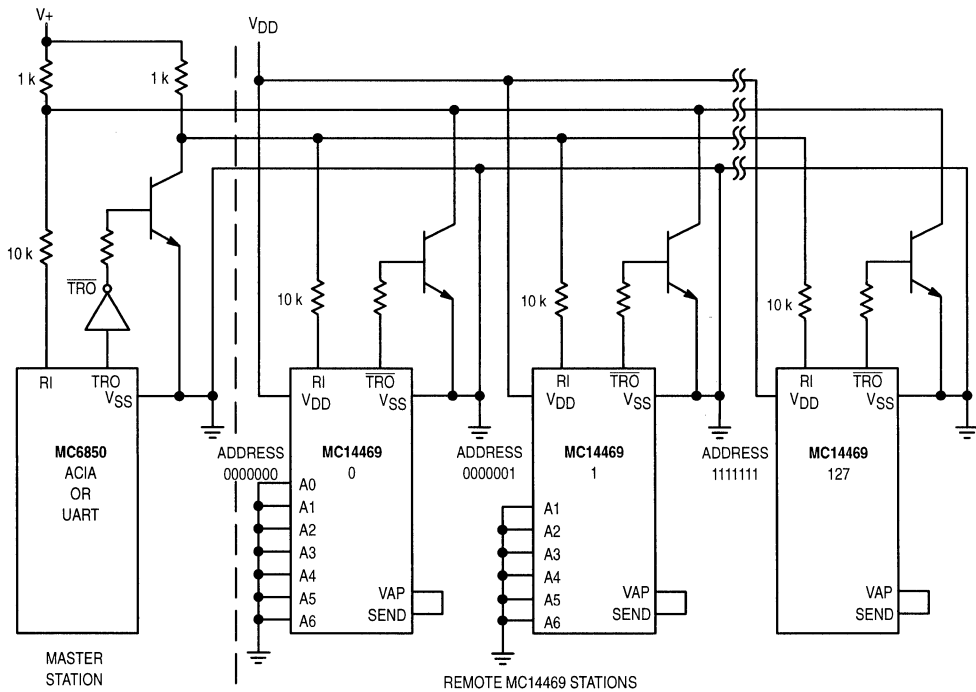 V+
VDD
1 k
1 k
10 k
TRO
10 k
10 k
10 k
RI
TRO
VSS
MC6850
ACIA
OR
UART
RI
TRO
VDD
VSS
ADDRESS
0000000
MC14469
0
A0
A1
A2
A3
A4
A5
A6
VAP
SEND
RI
TRO
VDD
VSS
ADDRESS
0000001
MC14469
1
A1
A2
A3
A4
A5
A6
VAP
SEND
RI
TRO
VDD
VSS
ADDRESS
1111111
MC14469
127
VAP
SEND
MASTER
STATION
REMOTE MC14469 STATIONS